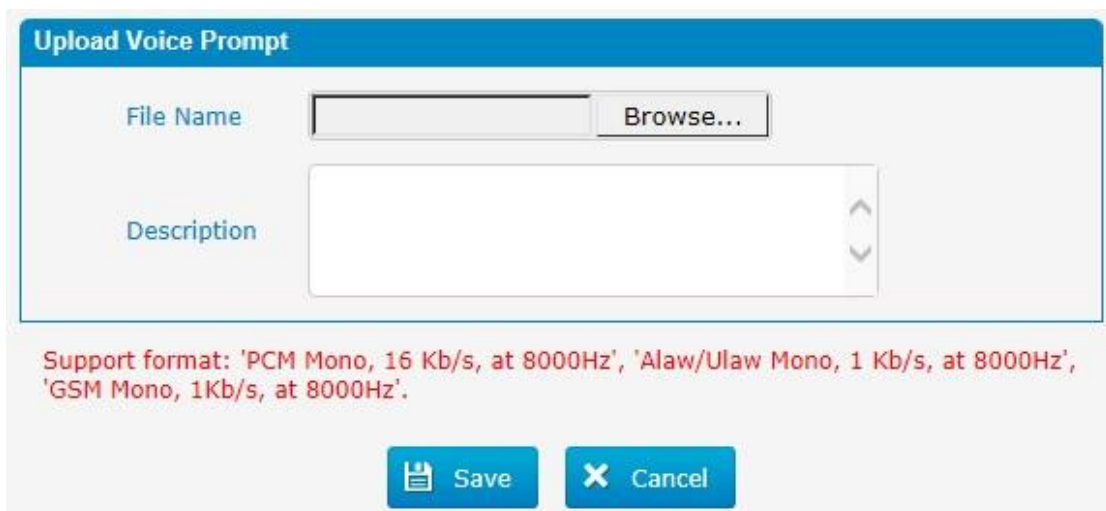 Upload Voice Prompt
File Name
Browse...
Description
Support format: 'PCM Mono, 16 Kb/s, at 8000Hz', 'Alaw/Ulaw Mono, 1 Kb/s, at 8000Hz',
'GSM Mono, 1Kb/s, at 8000Hz'.
Save
Cancel